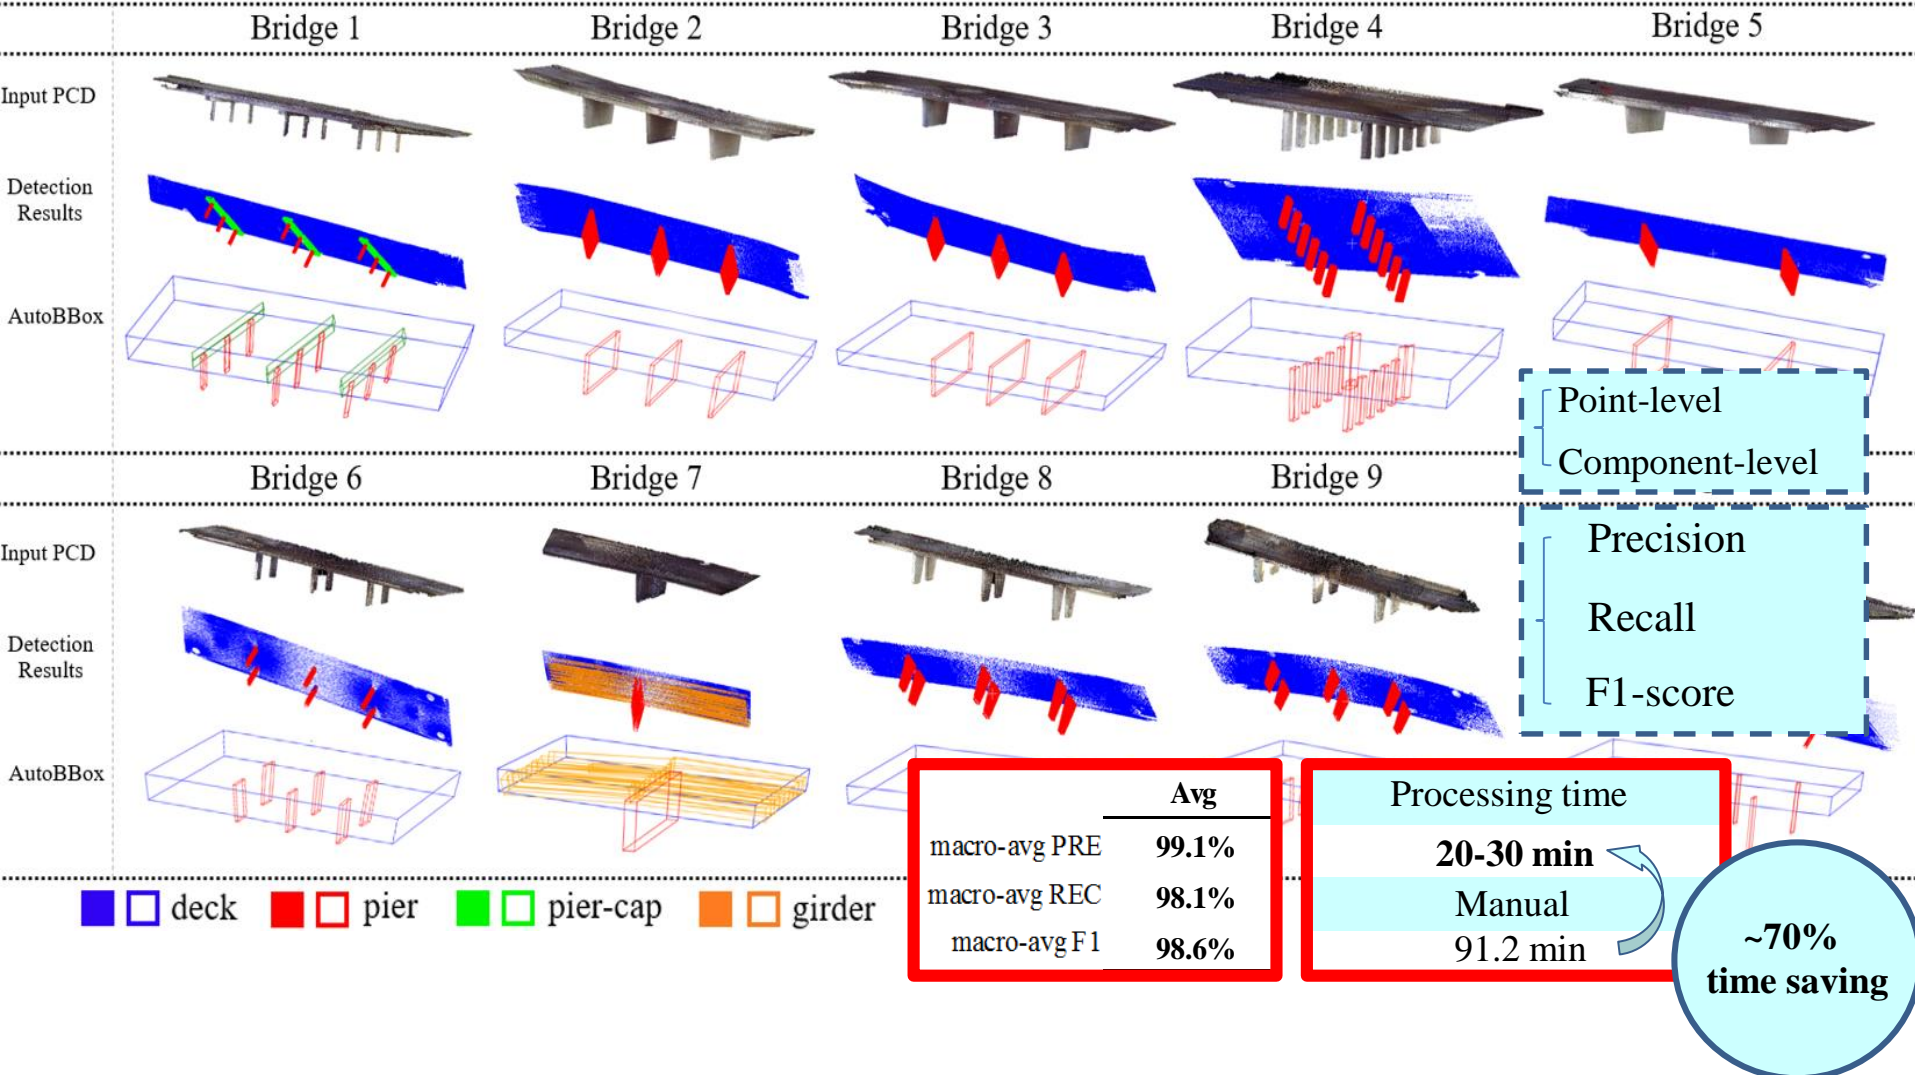 Bridge 1
Bridge 2
Bridge 3
Bridge 4
Bridge 5
Input PCD
Detection
Results
AutoBBox
Point-level
Component-level
Bridge 6
Bridge 7
Bridge 8
Bridge 9
Input PCD
Detection
Results
AutoBBox
Precision
Recall
F1-score
Avg
macro-avg PRE 99.1%
macro-avg REC 98.1%
macro-avg F1 98.6%
Processing time
20-30 min
Manual
91.2 min
~70%
time saving
deck
pier
pier-cap
girder